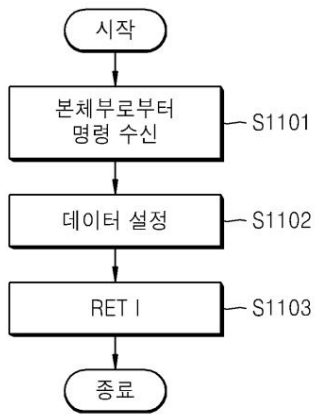 시작
본체부로부터
명령 수신
S1101
데이터 설정
S1102
RET I
S1103
종료